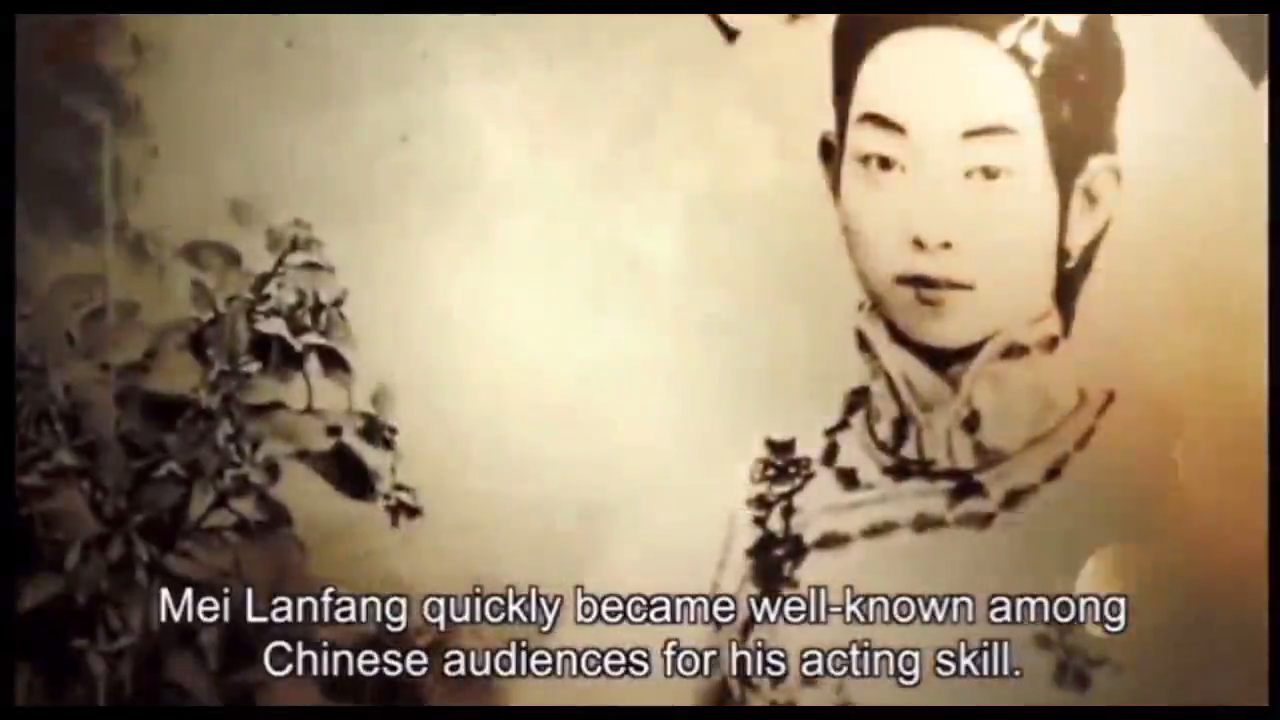 Mei Lanfang quickly became well-known among
Chinese audiences for his acting skill.